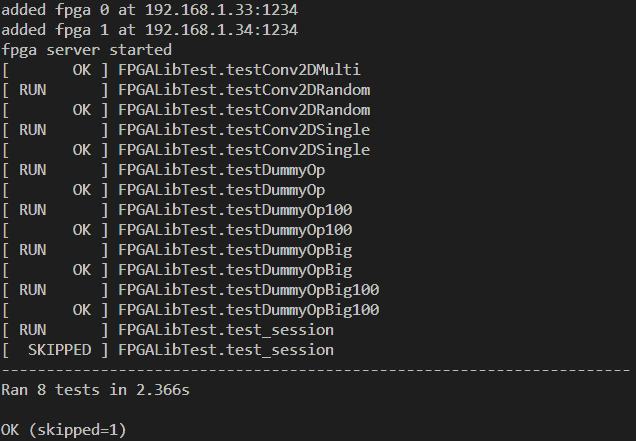 added fpga 0 at 192.168.1.33:1234
added fpga 1 at 192.168.1.34:1234
fpga server started
[       OK ] FPGALibTest.testConv2DMulti
[ RUN      ] FPGALibTest.testConv2DRandom
[       OK ] FPGALibTest.testConv2DRandom
[ RUN      ] FPGALibTest.testConv2DSingle
[       OK ] FPGALibTest.testConv2DSingle
[ RUN      ] FPGALibTest.testDummyOp
[       OK ] FPGALibTest.testDummyOp
[ RUN      ] FPGALibTest.testDummyOp100
[       OK ] FPGALibTest.testDummyOp100
[ RUN      ] FPGALibTest.testDummyOpBig
[       OK ] FPGALibTest.testDummyOpBig
[ RUN      ] FPGALibTest.testDummyOpBig100
[       OK ] FPGALibTest.testDummyOpBig100
[ RUN      ] FPGALibTest.test_session
[  SKIPPED ] FPGALibTest.test_session
----------------------------------------------------------------------
Ran 8 tests in 2.366s
OK (skipped=1)